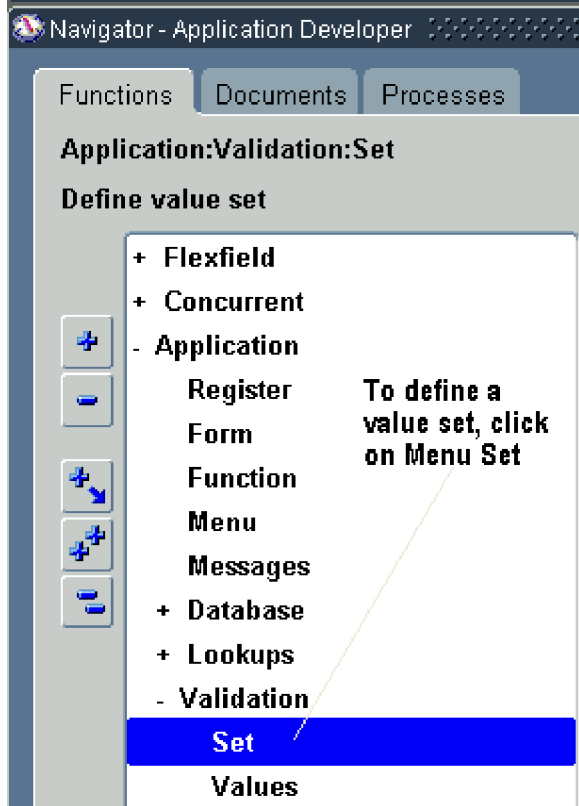 Navigator - Application Developer
Functions Documents Processes
Application:Validation:Set
Define value set
+ Flexfield
+ Concurrent
- Application
Register
Form
Function
Menu
Messages
+ Database
+ Lookups
- Validation
Set
Values
To define a
value set, click
on Menu Set